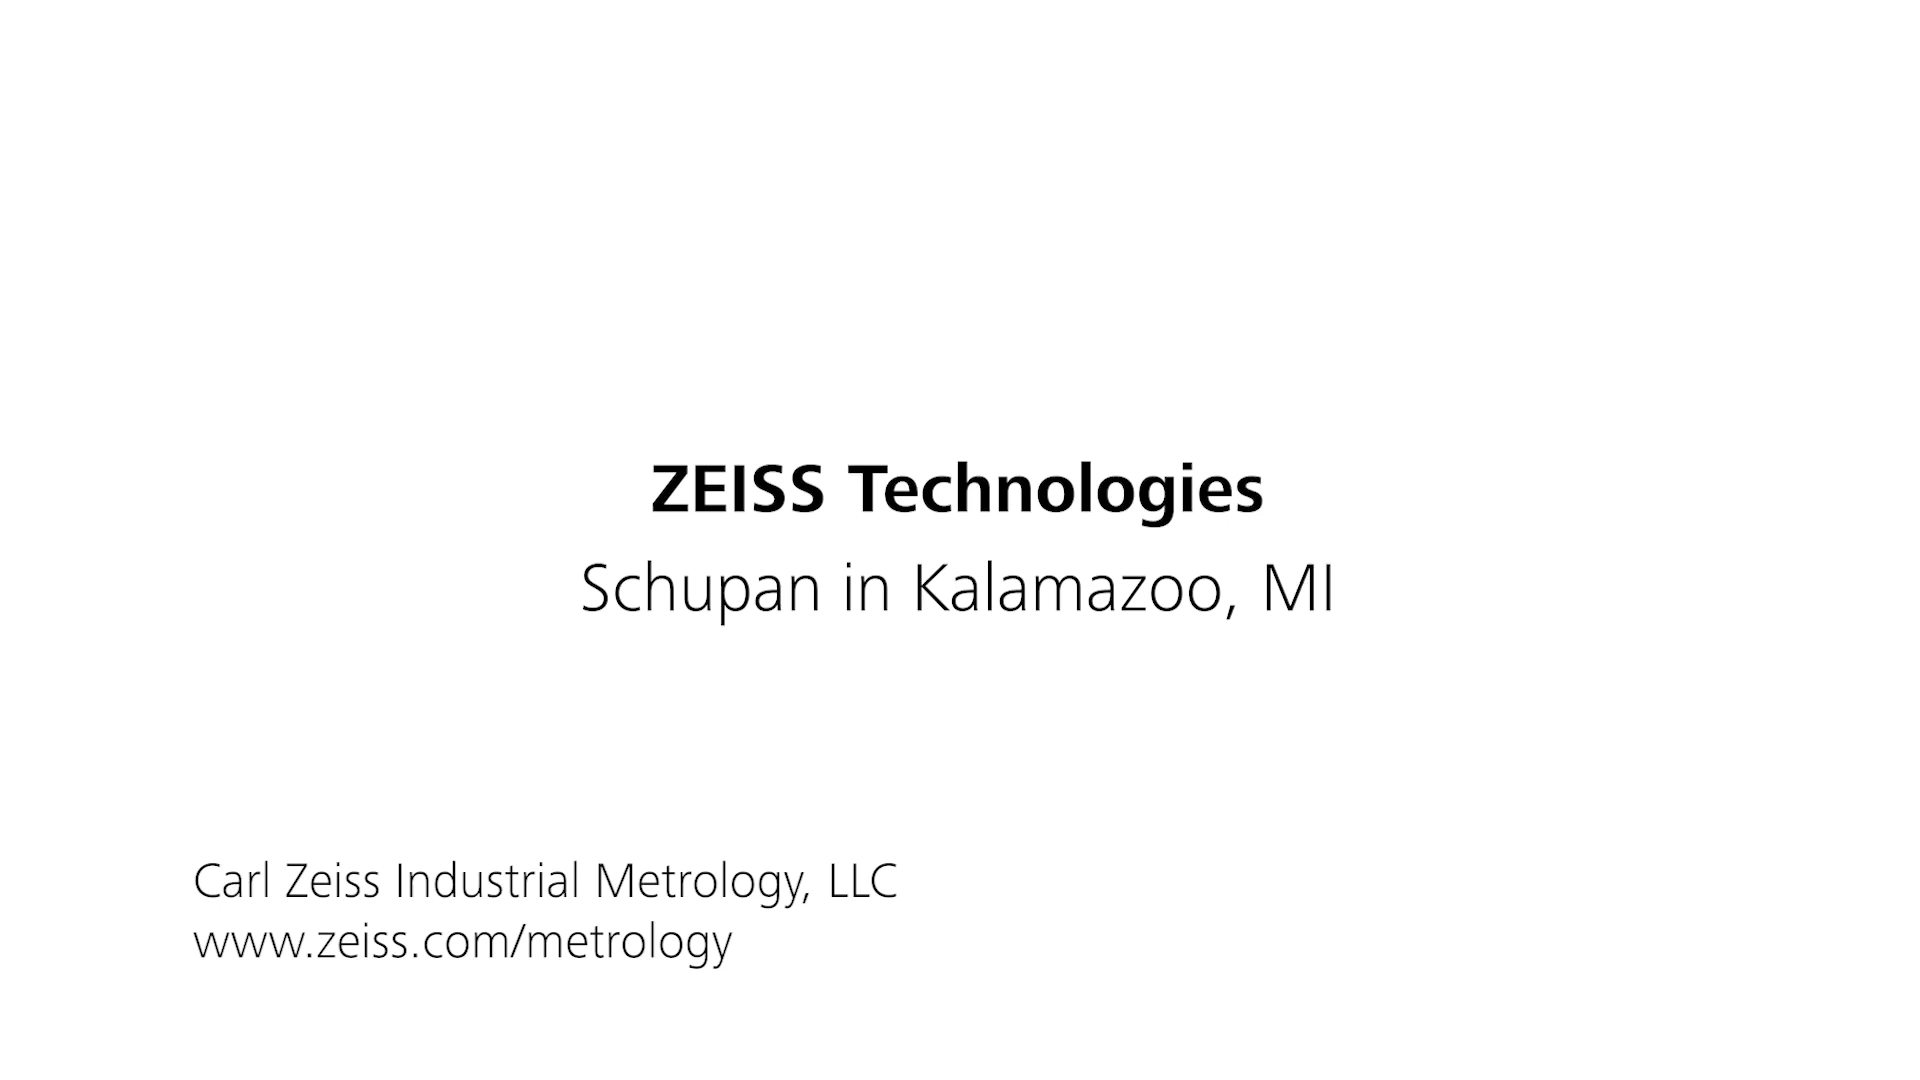 ZEISS Technologies
Schupan in Kalamazoo, MI
Carl Zeiss Industrial Metrology, LLC
www.zeiss.com/metrology